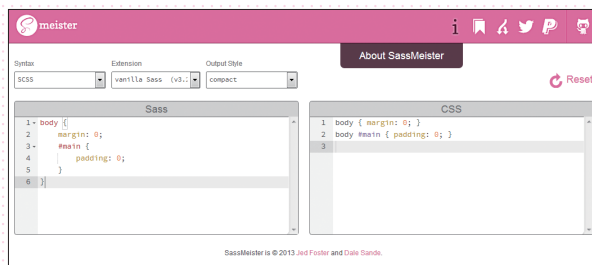 Sass meister
About SassMeister
Syntax Extension Output Style
SCSS vanilla Sass (v3. compact
Reset
Sass
1 body {
2 margin: 0;
3 #main {
4 padding: 0;
5 }
6 }
CSS
1 body { margin: 0; }
2 body #main { padding: 0; }
3
SassMeister is © 2013 Jed Foster and Dale Sande.